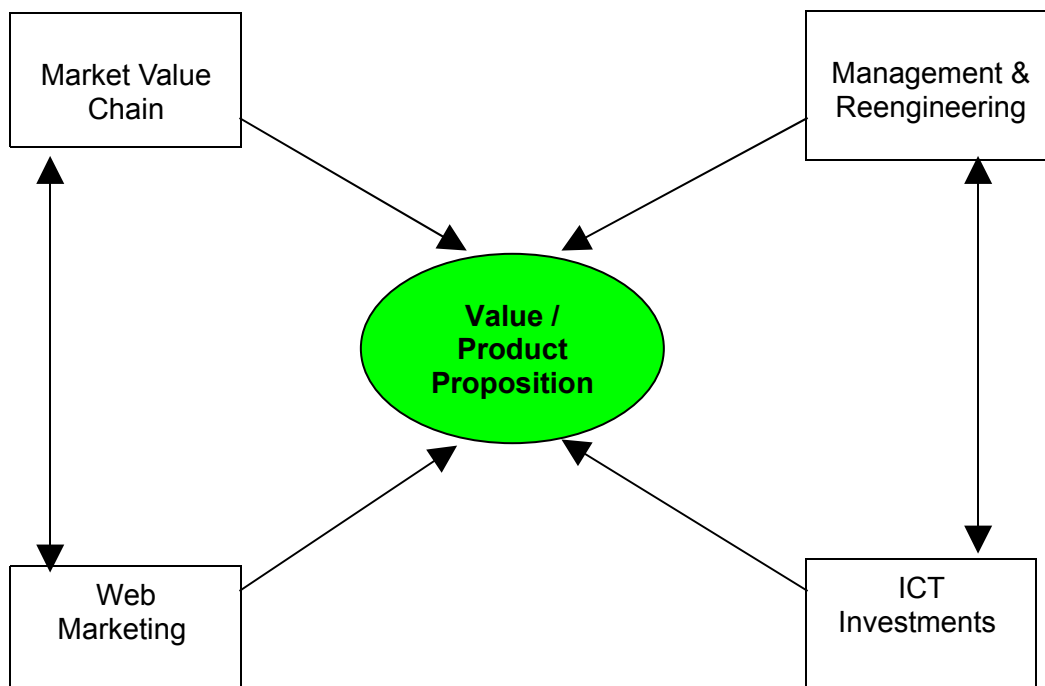 Market Value
Chain
Management &
Reengineering
Value /
Product
Proposition
Web
Marketing
ICT
Investments